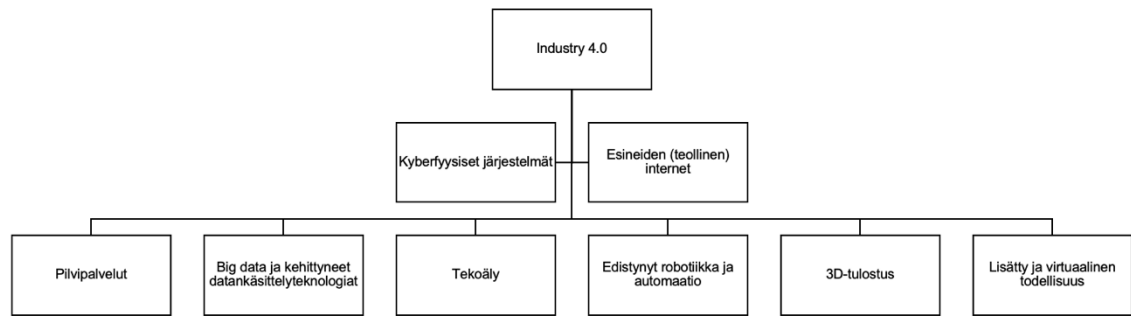 Industry 4.0
Kyberfyysiset järjestelmät
Esineiden (teollinen)
internet
Pilvipalvelut
Big data ja kehittyneet
datankäsittelyteknologiat
Tekoäly
Edistynyt robotiikka ja
automaatio
3D-tulostus
Lisätty ja virtuaalinen
todellisuus